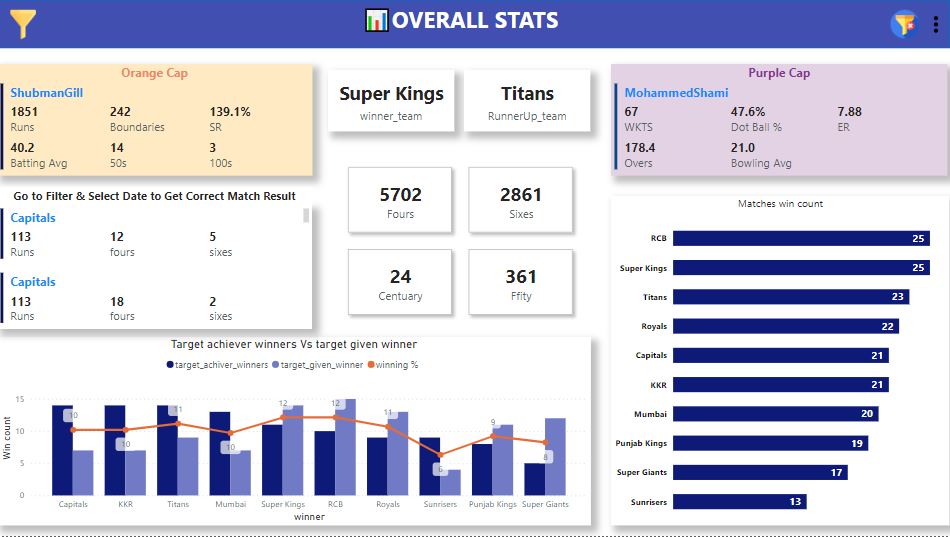 OVERALL STATS
Orange Cap
ShubmanGill
1851 242 139.1%
Runs Boundaries SR
40.2 14 3
Batting Avg 50s 100s
Super Kings
winner_team
Titans
RunnerUp_team
Purple Cap
MohammedShami
67 47.6% 7.88
WKTS Dot Ball % ER
178.4 21.0
Overs Bowling Avg
Go to Filter & Select Date to Get Correct Match Result
Capitals
113 12 5
Runs fours sixes
Capitals
113 18 2
Runs fours sixes
5702
Fours
2861
Sixes
24
Centuary
361
Ffity
Matches win count
RCB 25
Super Kings 25
Titans 23
Royals 22
Capitals 21
KKR 21
Mumbai 20
Punjab Kings 19
Super Giants 17
Sunrisers 13
Target achiever winners Vs target given winner
target_achiver_winners target_given_winner winning %
Win count
15
10
5
0
10 10 11 10 12 12 11 6 9 8
Capitals KKR Titans Mumbai Super Kings RCB Royals Sunrisers Punjab Kings Super Giants
winner